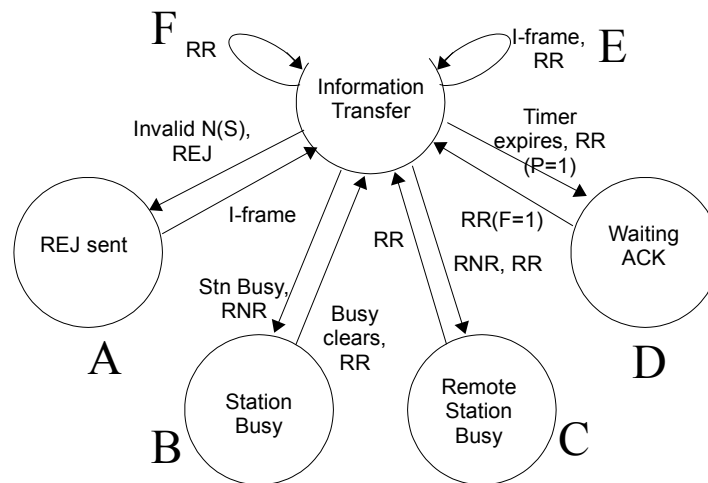 F
RR
I-frame,
RR
E
Information
Transfer
Invalid N(S),
REJ
Timer
expires, RR
(P=1)
REJ sent
I-frame
RR
RR(F=1)
Waiting
ACK
RNR, RR
Stn Busy,
RNR
Busy
clears,
RR
A
D
Station
Busy
Remote
Station
Busy
B
C